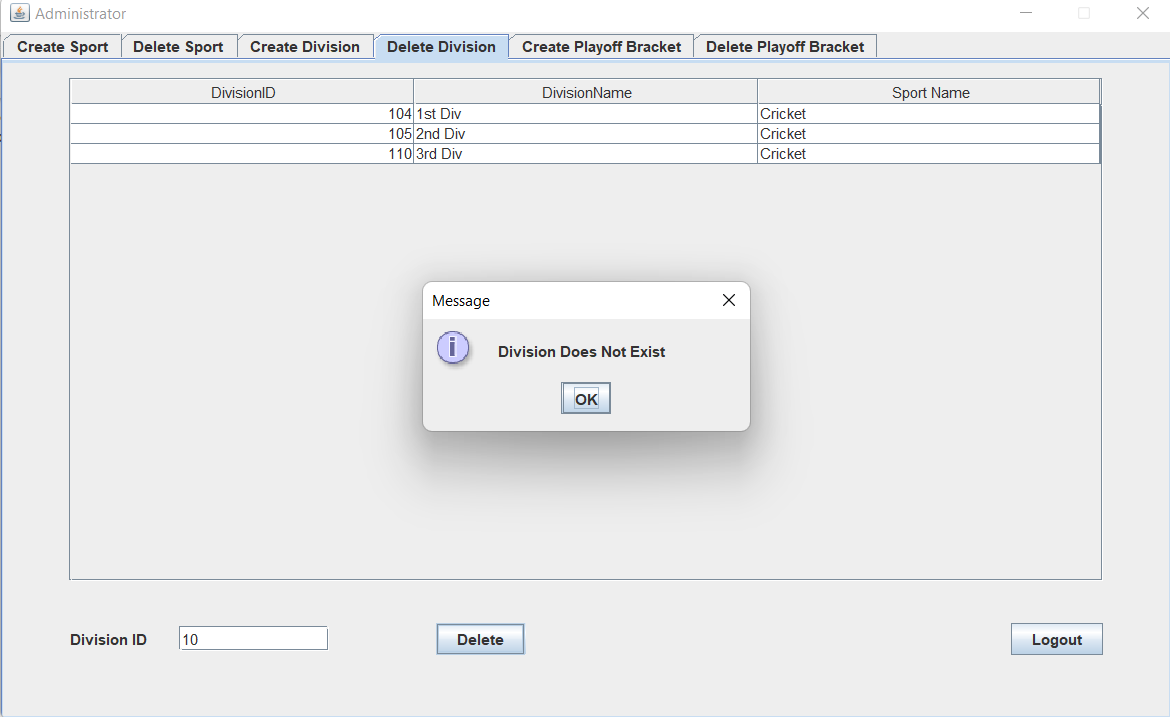 Administrator
Create Sport Delete Sport Create Division Delete Division Create Playoff Bracket Delete Playoff Bracket
DivisionID DivisionName Sport Name
104 1st Div Cricket
105 2nd Div Cricket
110 3rd Div Cricket
Message
i Division Does Not Exist
OK
Division ID 10 Delete Logout